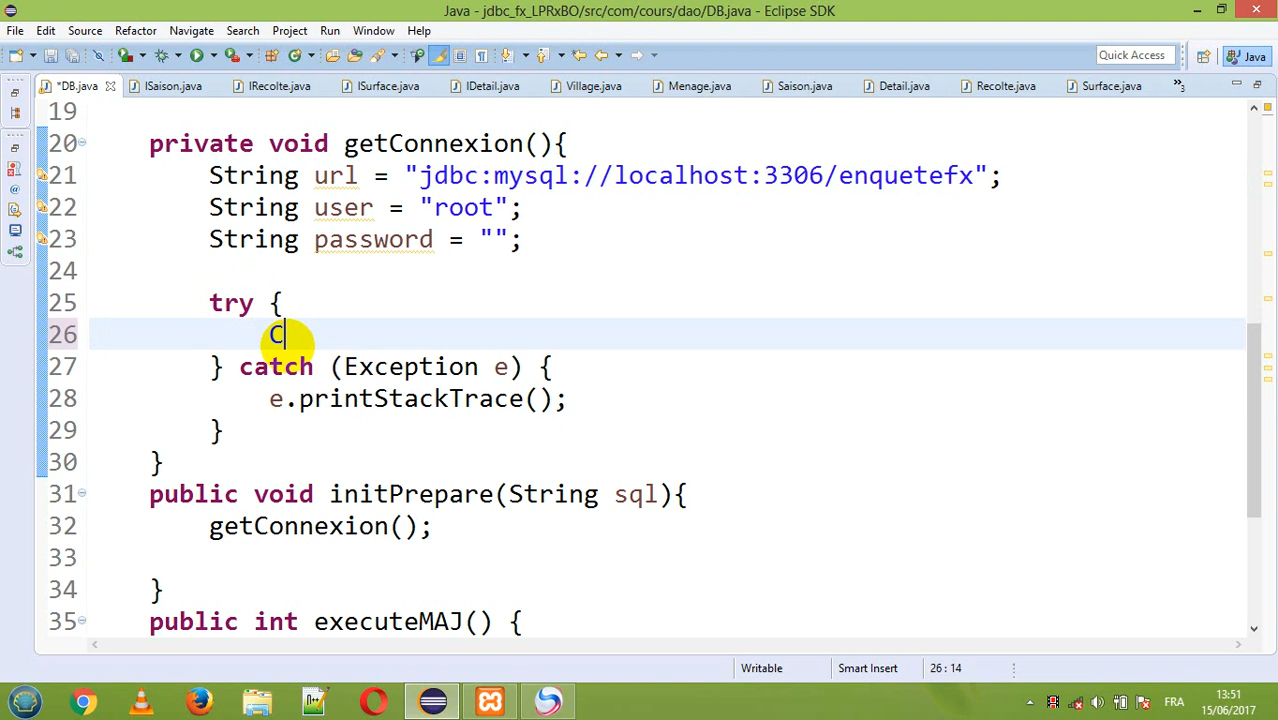 Java - jdbc_fx_LPRxBO/src/com/cours/dao/DB.java - Eclipse SDK
File Edit Source Refactor Navigate Search Project Run Window Help
Quick Access Java
*DB.java ISaison.java IRecolte.java ISurface.java IDetail.java Village.java Menage.java Saison.java Detail.java Recolte.java Surface.java »3
19
20 private void getConnexion(){
21 String url = "jdbc:mysql://localhost:3306/enquetefx";
22 String user = "root";
23 String password = "";
24
25 try {
26 C
27 } catch (Exception e) {
28 e.printStackTrace();
29 }
30 }
31 public void initPrepare(String sql){
32 getConnexion();
33
34 }
35 public int executeMAJ() {
Writable Smart Insert 26 : 14
FRA 13:51
15/06/2017